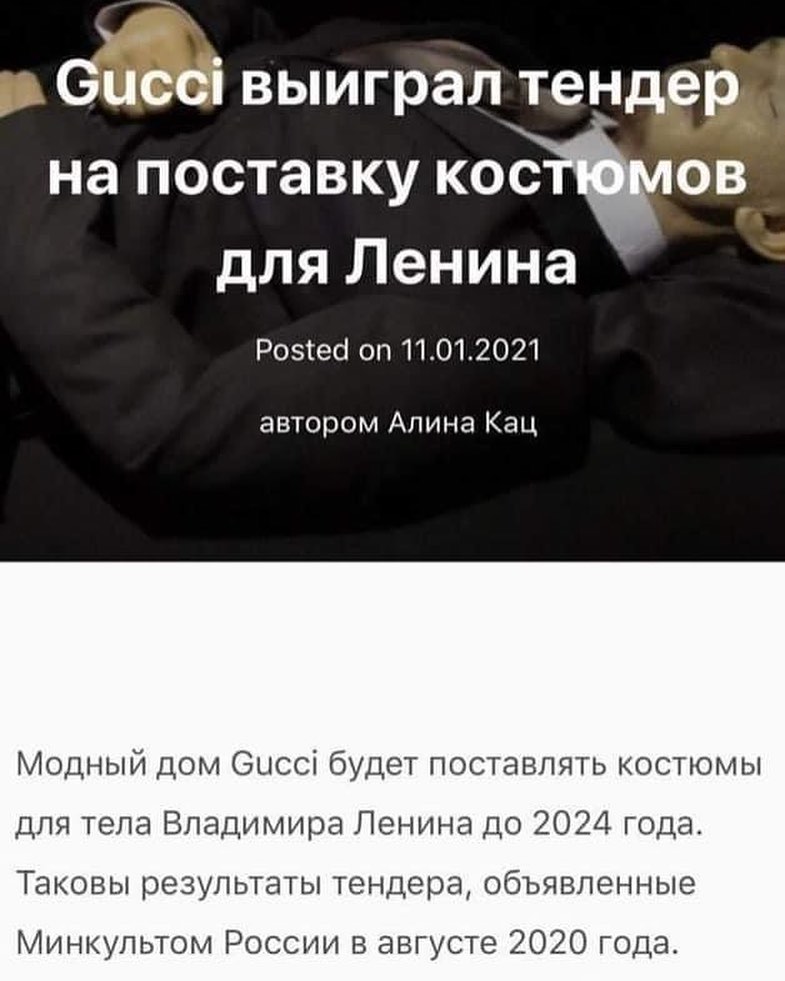 Gucci выиграл тендер
на поставку костюмов
для Ленина
Posted on 11.01.2021
автором Алина Кац
Модный дом Gucci будет поставлять костюмы
для тела Владимира Ленина до 2024 года.
Таковы результаты тендера, объявленные
Минкультом России в августе 2020 года.